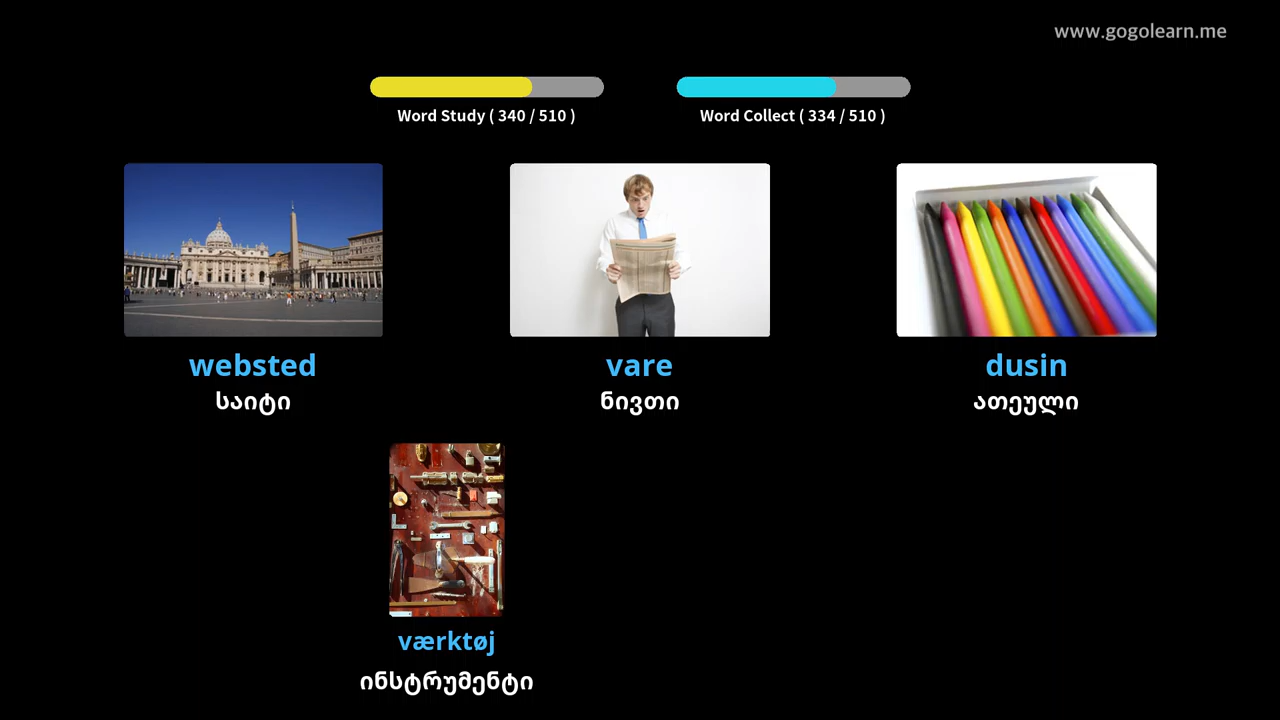 www.gogolearn.me
Word Study ( 340 / 510 )
Word Collect ( 334 / 510 )
websted
საიტი
vare
ნივთი
dusin
ათეული
værktøj
ინსტრუმენტი